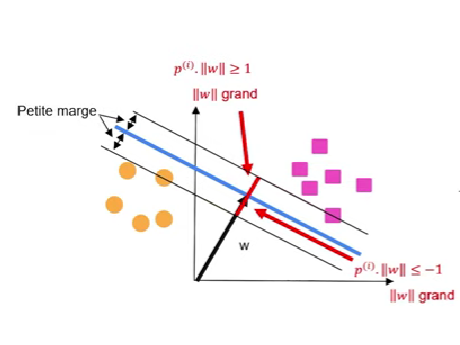 p⁽ⁱ⁾. ‖w‖ ≥ 1
‖w‖ grand
Petite marge
w
p⁽ⁱ⁾. ‖w‖ ≤ −1
‖w‖ grand